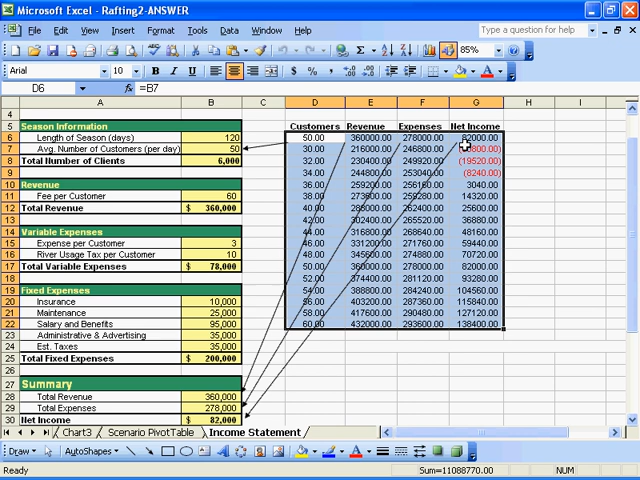 Microsoft Excel - Rafting2-ANSWER
File Edit View Insert Format Tools Data Window Help Type a question for help
85%
Arial 10 B I U $ % ,
D6 =B7
A B C D E F G H I
4
5 Season Information Customers Revenue Expenses Net Income
6 Length of Season (days) 120 50.00 360000.00 278000.00 82000.00
7 Avg. Number of Customers (per day) 50 30.00 216000.00 246800.00
8 Total Number of Clients 6,000 32.00 230400.00 249920.00 (19520.00)
9 34.00 244800.00 253040.00 (8240.00)
10 Revenue 36.00 259200.00 256160.00 3040.00
11 Fee per Customer 60 38.00 273600.00 259280.00 14320.00
12 Total Revenue $ 360,000 40.00 288000.00 262400.00 25600.00
13 42.00 302400.00 265520.00 36880.00
14 Variable Expenses 44.00 316800.00 268640.00 48160.00
15 Expense per Customer 3 46.00 331200.00 271760.00 59440.00
16 River Usage Tax per Customer 10 48.00 345600.00 274880.00 70720.00
17 Total Variable Expenses $ 78,000 50.00 360000.00 278000.00 82000.00
18 52.00 374400.00 281120.00 93280.00
19 Fixed Expenses 54.00 388800.00 284240.00 104560.00
20 Insurance 10,000 56.00 403200.00 287360.00 115840.00
21 Maintenance 25,000 58.00 417600.00 290480.00 127120.00
22 Salary and Benefits 95,000 60.00 432000.00 293600.00 138400.00
23 Administrative & Advertising 35,000
24 Est. Taxes 35,000
25 Total Fixed Expenses $ 200,000
26
27 Summary
28 Total Revenue 360,000
29 Total Expenses 278,000
30 Net Income $ 82,000
Chart3 Scenario PivotTable Income Statement
Draw AutoShapes
Ready Sum=11088770.00 NUM